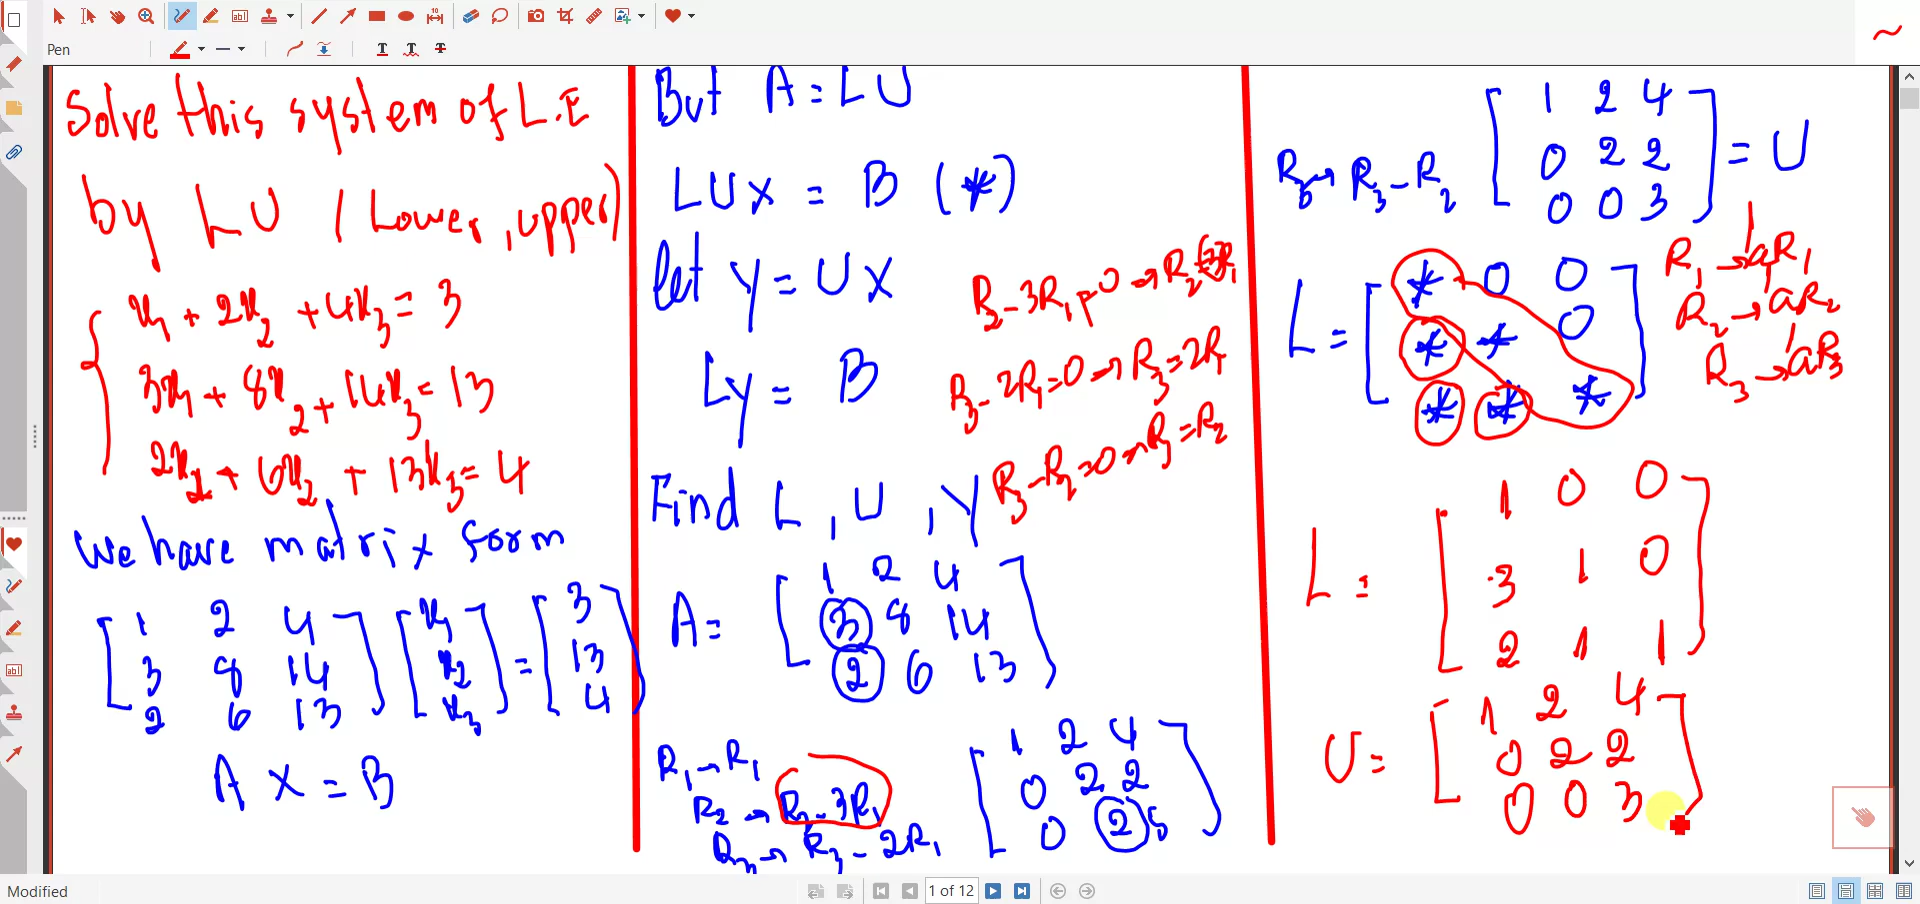 Pen
Solve this system of L.E
by LU (Lower, upper)
x1 + 2x2 + 4x3 = 3
3x1 + 8x2 + 14x3 = 13
2x1 + 6x2 + 13x3 = 4
We have matrix form
[1 2 4] [x1] = [3]
[3 8 14] [x2] [13]
[2 6 13] [x3] [4]
A X = B
But A = LU
LUX = B (*)
let Y = UX
LY = B
R2 - 3R1
R3 - 2R1 = 0 → R3 = 2R1
R3 - R2 = 0 → R3 = R2
Find L, U, Y
A = [1 2 4]
[3 8 14]
[2 6 13]
R1 → R1
R2 → R2 - 3R1
R3 → R3 - 2R1
[1 2 4]
[0 2 2]
[0 2 5]
R3 → R3 - R2
[1 2 4]
[0 2 2] = U
[0 0 3]
L = [* 0 0]
[* * 0]
[* * *]
R1 → aR1
R2 → aR2
R3 → aR3
L = [1 0 0]
[3 1 0]
[2 1 1]
U = [1 2 4]
[0 2 2]
[0 0 3]
Modified
1 of 12